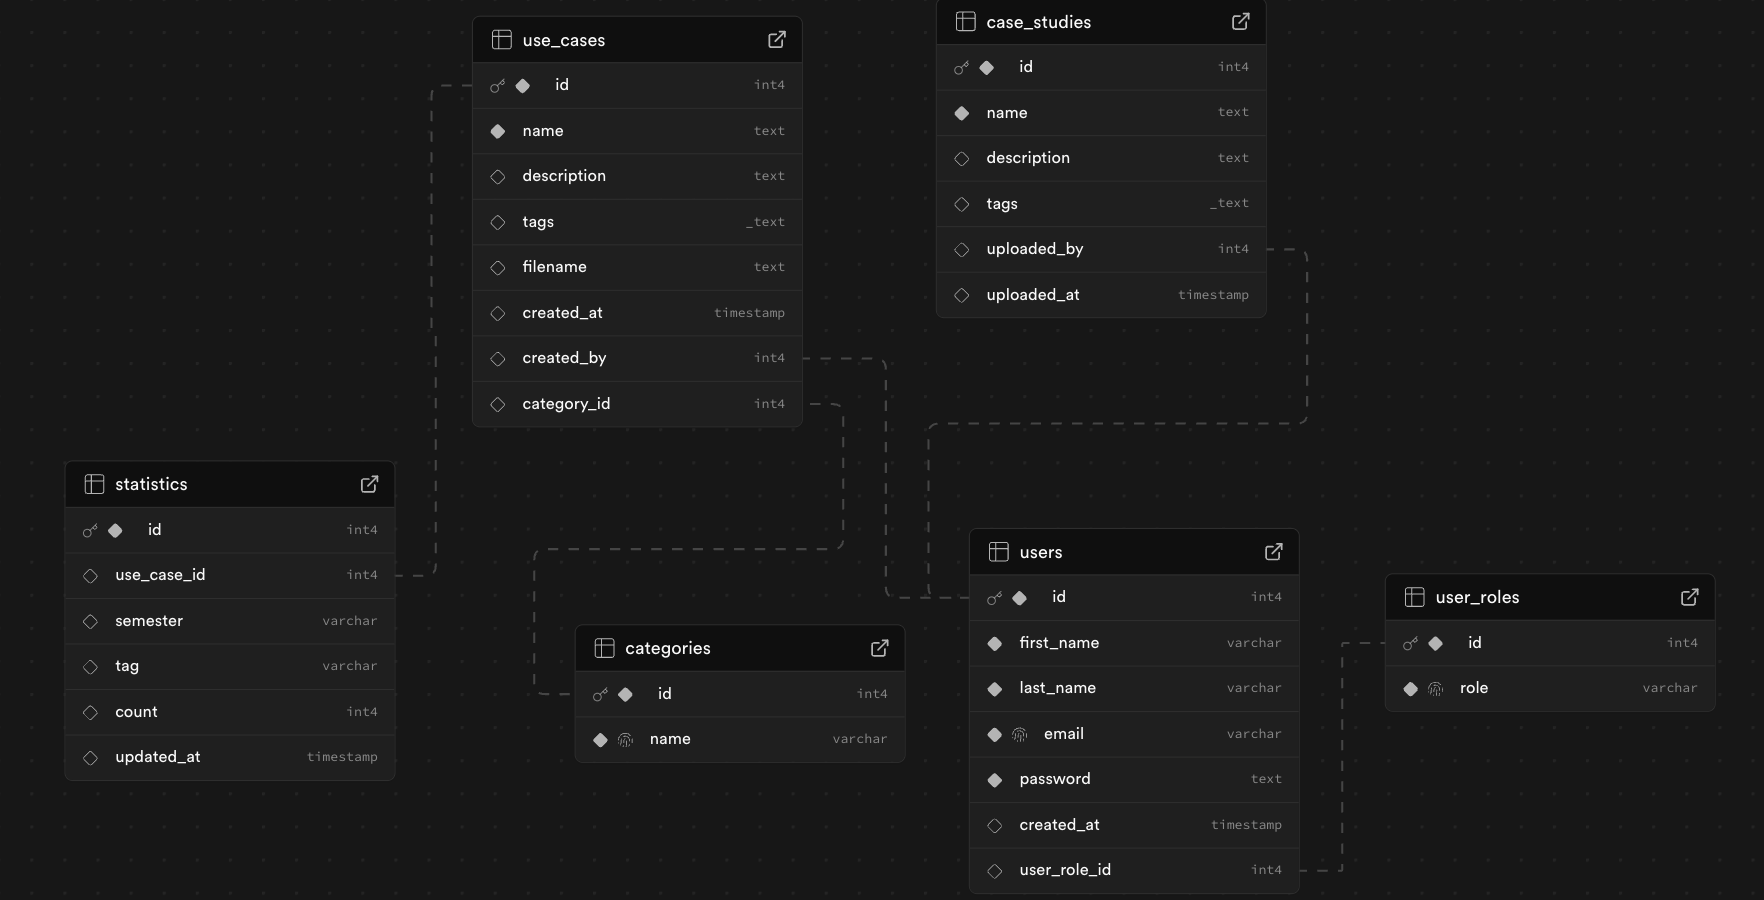 use_cases
id int4
name text
description text
tags _text
filename text
created_at timestamp
created_by int4
category_id int4
case_studies
id int4
name text
description text
tags _text
uploaded_by int4
uploaded_at timestamp
statistics
id int4
use_case_id int4
semester varchar
tag varchar
count int4
updated_at timestamp
categories
id int4
name varchar
users
id int4
first_name varchar
last_name varchar
email varchar
password text
created_at timestamp
user_role_id int4
user_roles
id int4
role varchar